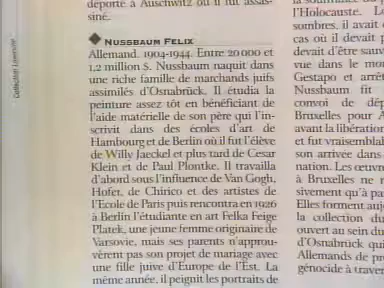 déporté à Auschwitz où il fut assas-
siné.
NUSSBAUM FELIX
Allemand. 1904-1944. Entre 20 000 et
1,2 million $. Nussbaum naquit dans
une riche famille de marchands juifs
assimilés d'Osnabrück. Il étudia la
peinture assez tôt en bénéficiant de
l'aide matérielle de son père qui l'ins-
crivit dans des écoles d'art de
Hambourg et de Berlin où il fut l'élève
de Willy Jaeckel et plus tard de Cesar
Klein et de Paul Plontke. Il travailla
d'abord sous l'influence de Van Gogh,
Hofer, de Chirico et des artistes de
l'Ecole de Paris puis rencontra en 1926
à Berlin l'étudiante en art Felka Feige
Platek, une jeune femme originaire de
Varsovie, mais ses parents n'approu-
vèrent pas son projet de mariage avec
une fille juive d'Europe de l'Est. La
même année, il peignit les portraits de
l'Holocauste.
sombres, il avait
cas où il devait p
devait d'être sauv
vue dans le mo
Gestapo et arrê
Nussbaum fit
convoi de dép
Bruxelles pour A
avant la libération
et fut vraisemblal
son arrivée dans
nation. Les œuvr
à Bruxelles ne r
sivement qu'à pa
Elles forment auj
la collection du
ouvert au sein du
d'Osnabrück qui
Allemands de pr
génocide à traver